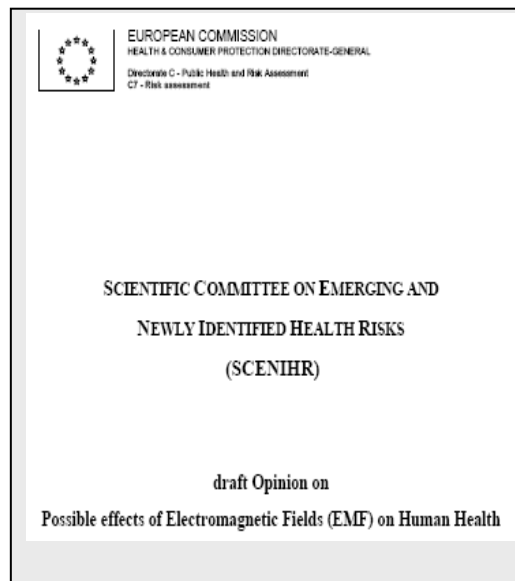 EUROPEAN COMMISSION
HEALTH & CONSUMER PROTECTION DIRECTORATE-GENERAL
Directorate C - Public Health and Risk Assessment
C7 - Risk assessment
SCIENTIFIC COMMITTEE ON EMERGING AND
NEWLY IDENTIFIED HEALTH RISKS
(SCENIHR)
draft Opinion on
Possible effects of Electromagnetic Fields (EMF) on Human Health